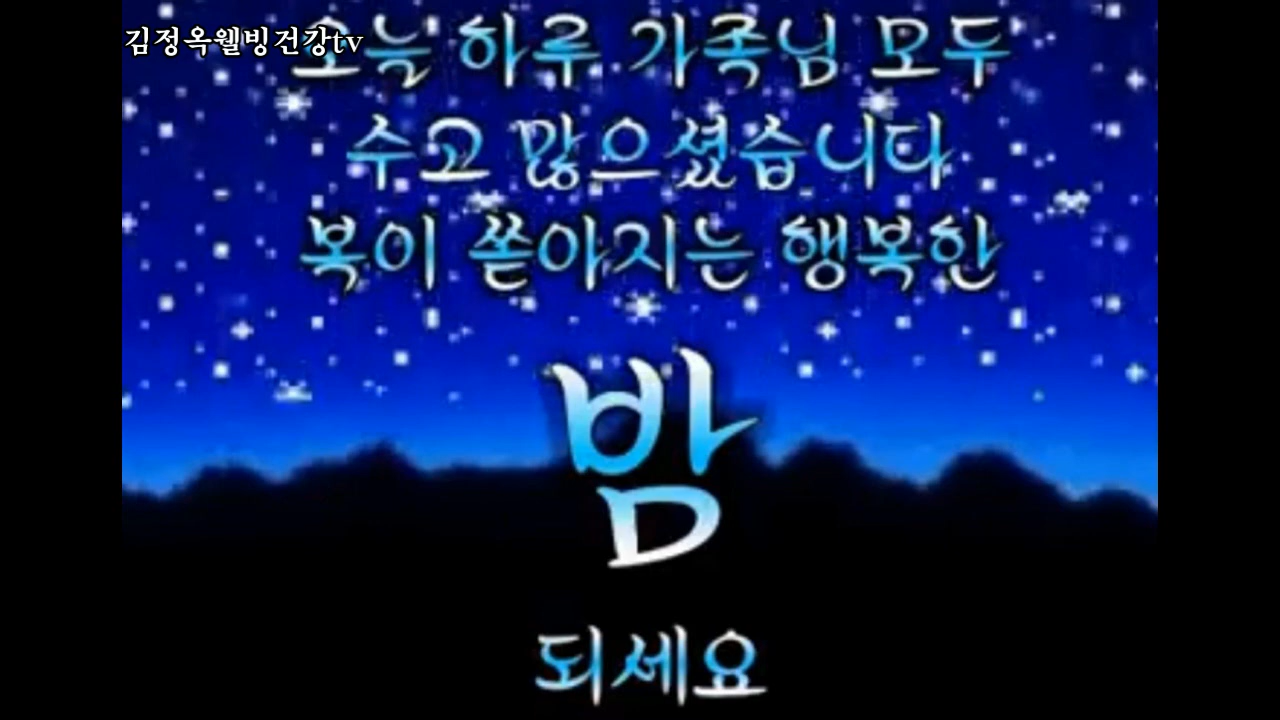 김정옥웰빙건강tv
오늘 하루 가족님 모두
수고 많으셨습니다
복이 쏟아지는 행복한
밤
되세요